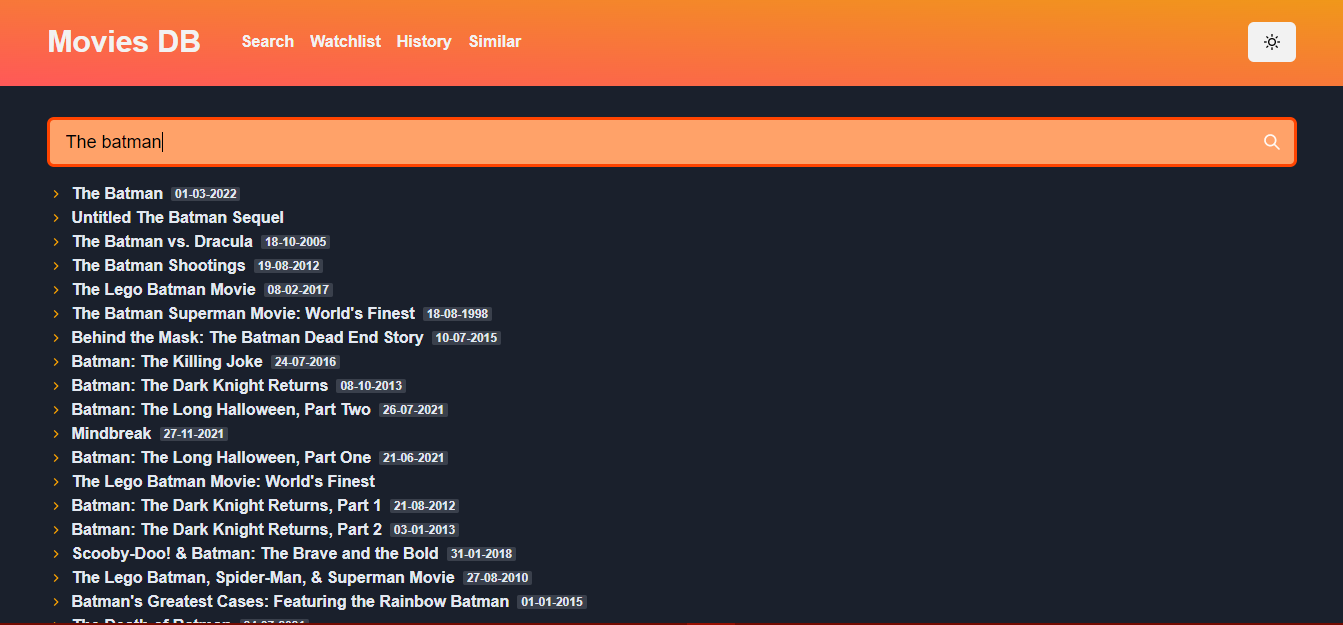 Movies DB Search Watchlist History Similar
The batman
The Batman 01-03-2022
Untitled The Batman Sequel
The Batman vs. Dracula 18-10-2005
The Batman Shootings 19-08-2012
The Lego Batman Movie 08-02-2017
The Batman Superman Movie: World's Finest 18-08-1998
Behind the Mask: The Batman Dead End Story 10-07-2015
Batman: The Killing Joke 24-07-2016
Batman: The Dark Knight Returns 08-10-2013
Batman: The Long Halloween, Part Two 26-07-2021
Mindbreak 27-11-2021
Batman: The Long Halloween, Part One 21-06-2021
The Lego Batman Movie: World's Finest
Batman: The Dark Knight Returns, Part 1 21-08-2012
Batman: The Dark Knight Returns, Part 2 03-01-2013
Scooby-Doo! & Batman: The Brave and the Bold 31-01-2018
The Lego Batman, Spider-Man, & Superman Movie 27-08-2010
Batman's Greatest Cases: Featuring the Rainbow Batman 01-01-2015
The Death of Batman